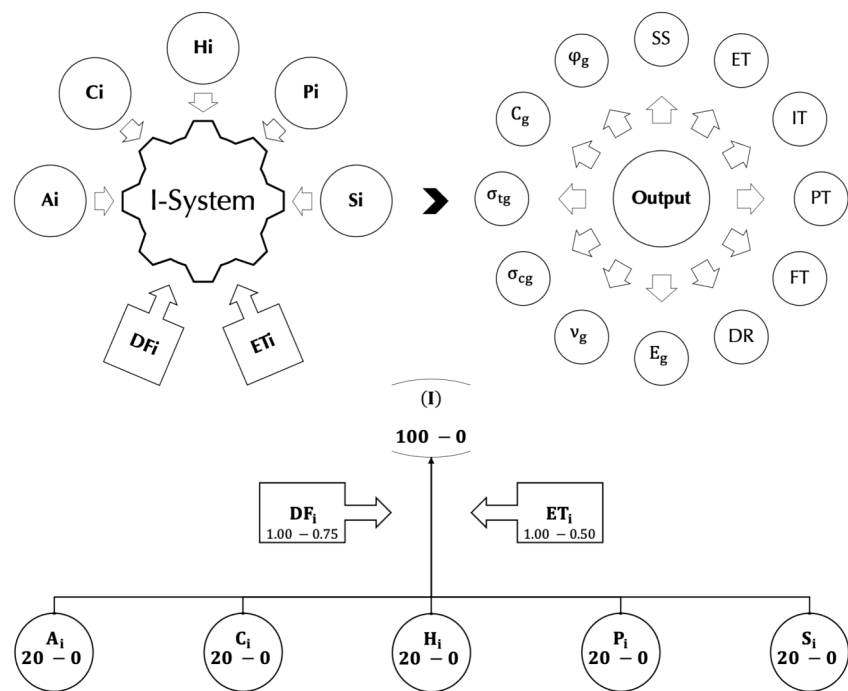 Hi
Ci
Pi
Ai
I-System
Si
DFi
ETi
SS
φg
ET
Cg
IT
σtg
Output
PT
σcg
FT
νg
Eg
DR
(I)
100 – 0
DFi
1.00 – 0.75
ETi
1.00 – 0.50
Ai
20 – 0
Ci
20 – 0
Hi
20 – 0
Pi
20 – 0
Si
20 – 0